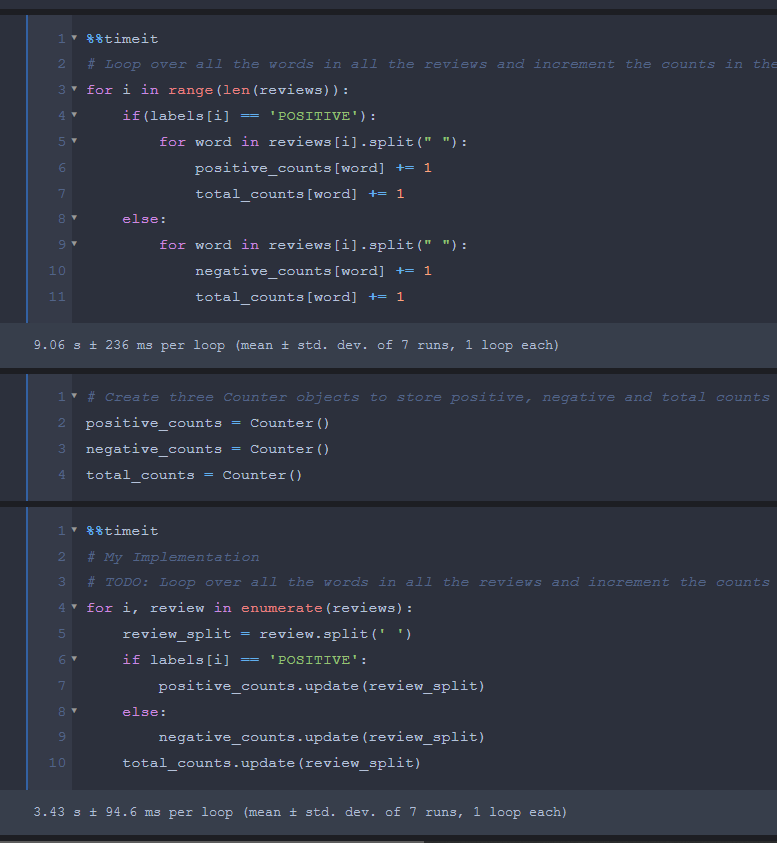 1 %%timeit
2 # Loop over all the words in all the reviews and increment the counts in the
3 for i in range(len(reviews)):
4 if(labels[i] == 'POSITIVE'):
5 for word in reviews[i].split(" "):
6 positive_counts[word] += 1
7 total_counts[word] += 1
8 else:
9 for word in reviews[i].split(" "):
10 negative_counts[word] += 1
11 total_counts[word] += 1
9.06 s ± 236 ms per loop (mean ± std. dev. of 7 runs, 1 loop each)
1 # Create three Counter objects to store positive, negative and total counts
2 positive_counts = Counter()
3 negative_counts = Counter()
4 total_counts = Counter()
1 %%timeit
2 # My Implementation
3 # TODO: Loop over all the words in all the reviews and increment the counts
4 for i, review in enumerate(reviews):
5 review_split = review.split(' ')
6 if labels[i] == 'POSITIVE':
7 positive_counts.update(review_split)
8 else:
9 negative_counts.update(review_split)
10 total_counts.update(review_split)
3.43 s ± 94.6 ms per loop (mean ± std. dev. of 7 runs, 1 loop each)